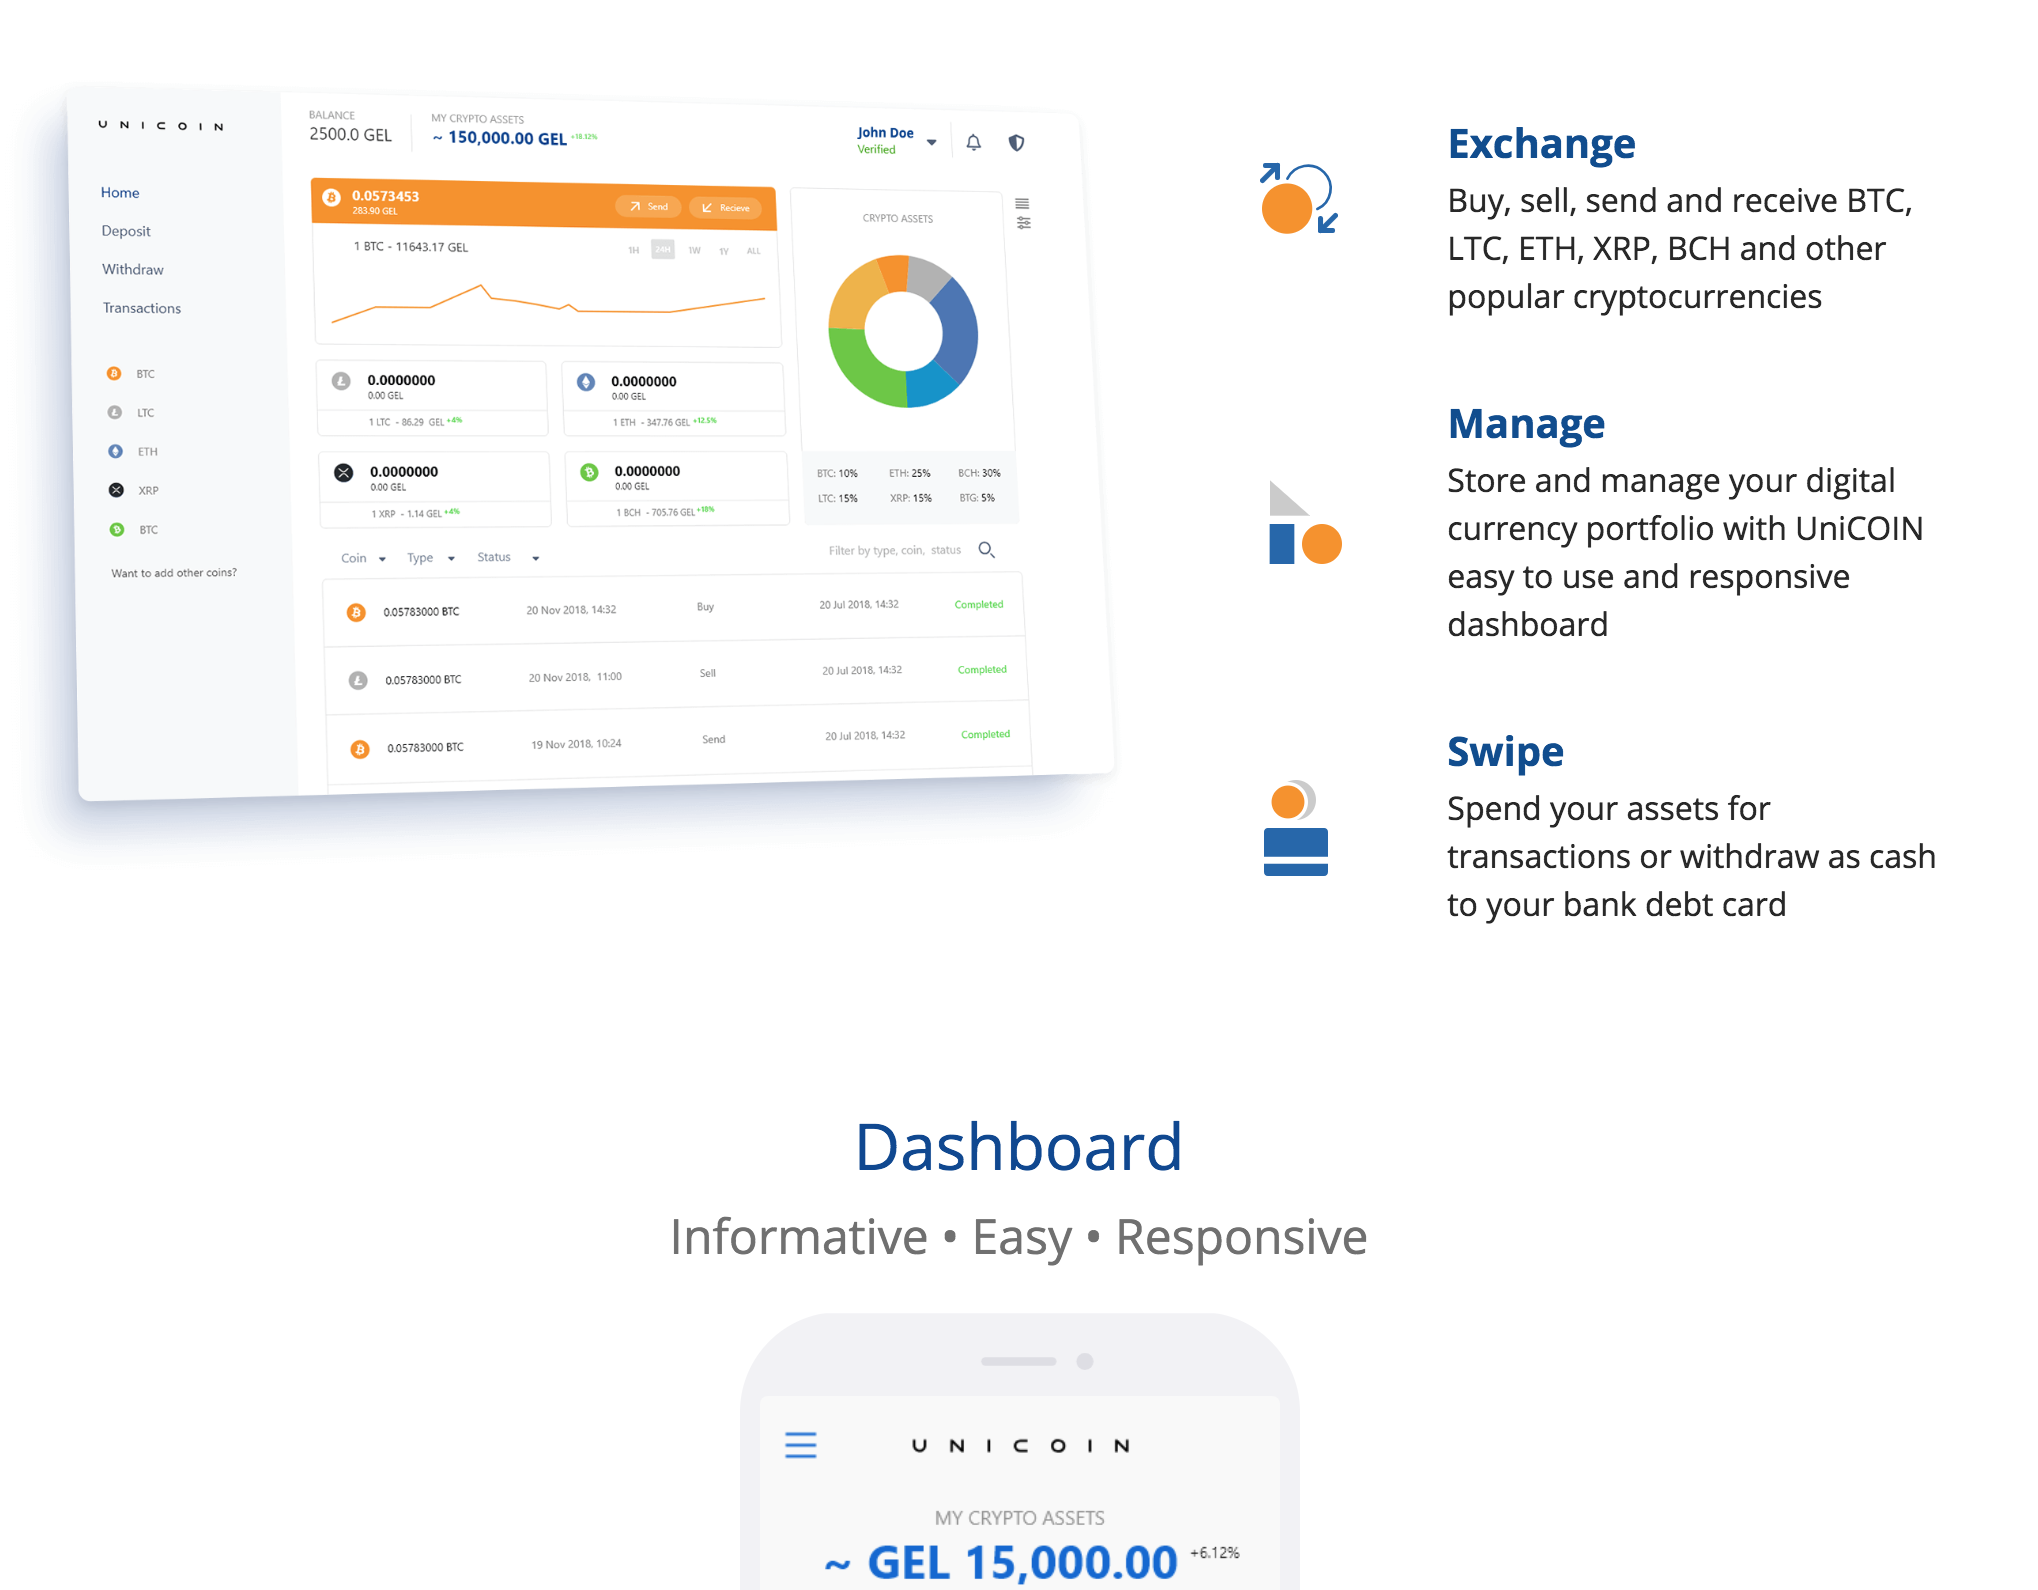 UNICOIN
BALANCE
2500.0 GEL
MY CRYPTO ASSETS
~ 150,000.00 GEL +18.12%
John Doe
Verified
Home
Deposit
Withdraw
Transactions
BTC
LTC
ETH
XRP
BTC
Want to add other coins?
0.0573453
283.90 GEL
Send
Recieve
1 BTC - 11643.17 GEL
1H 24H 1W 1Y ALL
0.0000000
0.00 GEL
1 LTC - 86.29 GEL +4%
0.0000000
0.00 GEL
1 ETH - 347.76 GEL +12.5%
0.0000000
0.00 GEL
1 XRP - 1.14 GEL +4%
0.0000000
0.00 GEL
1 BCH - 705.76 GEL +18%
CRYPTO ASSETS
BTC: 10% ETH: 25% BCH: 30%
LTC: 15% XRP: 15% BTG: 5%
Coin Type Status
Filter by type, coin, status
0.05783000 BTC 20 Nov 2018, 14:32 Buy 20 Jul 2018, 14:32 Completed
0.05783000 BTC 20 Nov 2018, 11:00 Sell 20 Jul 2018, 14:32 Completed
0.05783000 BTC 19 Nov 2018, 10:24 Send 20 Jul 2018, 14:32 Completed
Exchange
Buy, sell, send and receive BTC,
LTC, ETH, XRP, BCH and other
popular cryptocurrencies
Manage
Store and manage your digital
currency portfolio with UniCOIN
easy to use and responsive
dashboard
Swipe
Spend your assets for
transactions or withdraw as cash
to your bank debt card
Dashboard
Informative • Easy • Responsive
UNICOIN
MY CRYPTO ASSETS
~ GEL 15,000.00 +6.12%